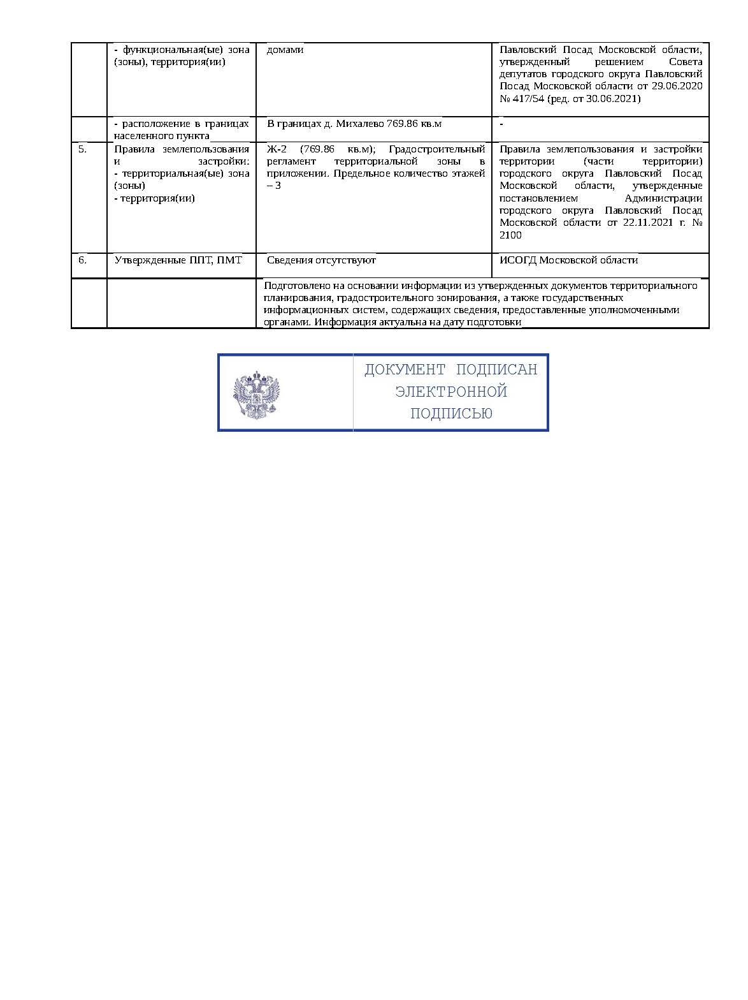 - функциональная(ые) зона
(зоны), территория(ии)
домами
Павловский Посад Московской области,
утвержденный решением Совета
депутатов городского округа Павловский
Посад Московской области от 29.06.2020
№ 417/54 (ред. от 30.06.2021)
- расположение в границах
населенного пункта
В границах д. Михалево 769.86 кв.м
-
5.
Правила землепользования
и застройки:
- территориальная(ые) зона
(зоны)
- территория(ии)
Ж-2 (769.86 кв.м); Градостроительный
регламент территориальной зоны в
приложении. Предельное количество этажей
– 3
Правила землепользования и застройки
территории (части территории)
городского округа Павловский Посад
Московской области, утвержденные
постановлением Администрации
городского округа Павловский Посад
Московской области от 22.11.2021 г. №
2100
6.
Утвержденные ППТ, ПМТ
Сведения отсутствуют
ИСОГД Московской области
Подготовлено на основании информации из утвержденных документов территориального
планирования, градостроительного зонирования, а также государственных
информационных систем, содержащих сведения, предоставленные уполномоченными
органами. Информация актуальна на дату подготовки
ДОКУМЕНТ ПОДПИСАН
ЭЛЕКТРОННОЙ
ПОДПИСЬЮ